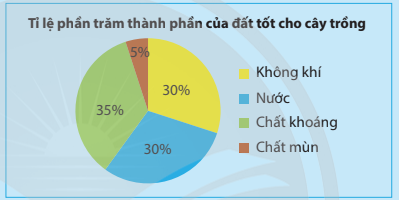 Tỉ lệ phần trăm thành phần của đất tốt cho cây trồng
5%
30%
35%
30%
Không khí
Nước
Chất khoáng
Chất mùn